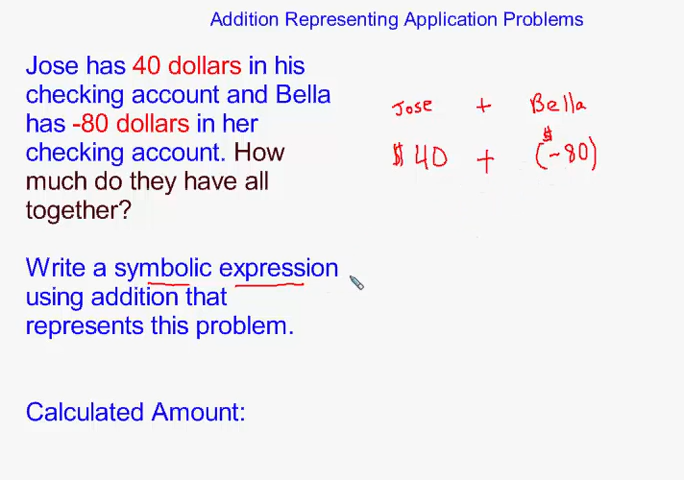 Addition Representing Application Problems
Jose has 40 dollars in his
checking account and Bella
has -80 dollars in her
checking account. How
much do they have all
together?
Jose + Bella
$ 40 + ($-80)
Write a symbolic expression
using addition that
represents this problem.
Calculated Amount: